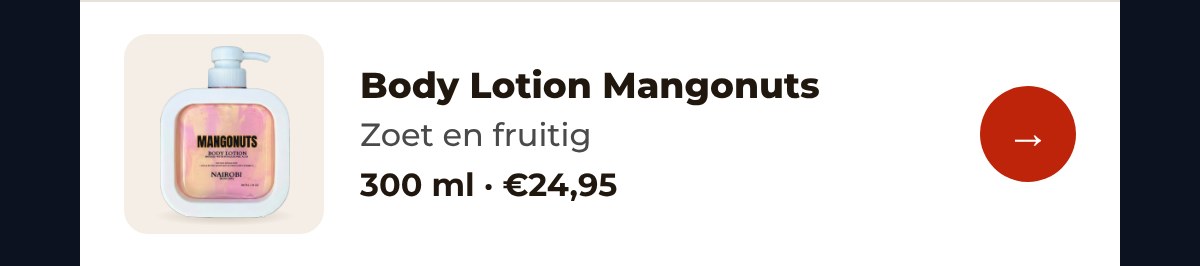 MANGONUTS
BODY LOTION
NAIROBI
Body Lotion Mangonuts
Zoet en fruitig
300 ml · €24,95
→